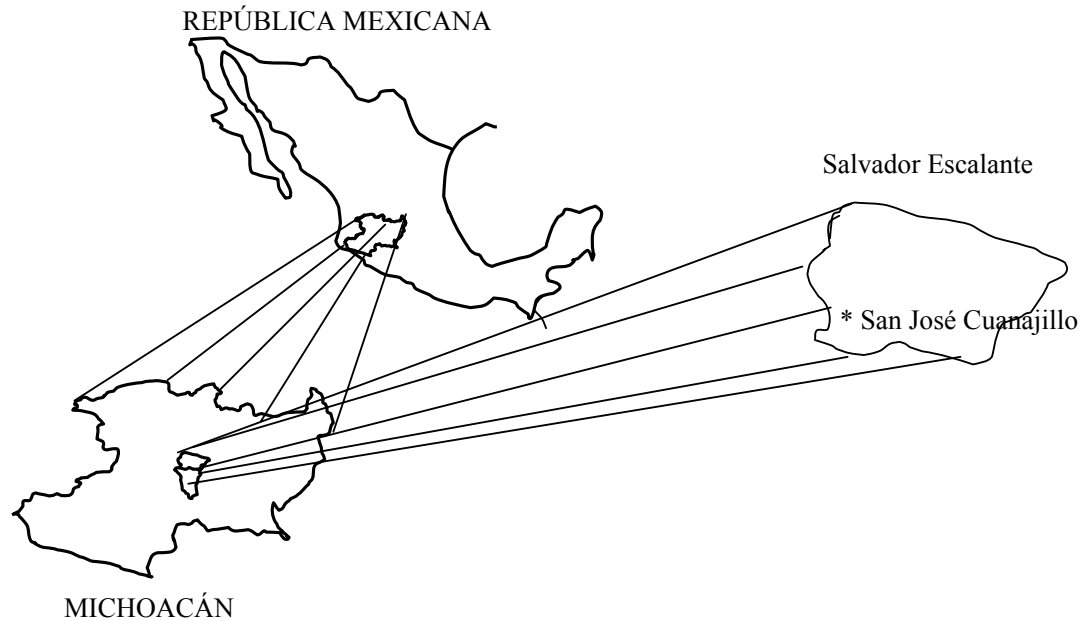 REPÚBLICA MEXICANA
Salvador Escalante
* San José Cuanajillo
MICHOACÁN